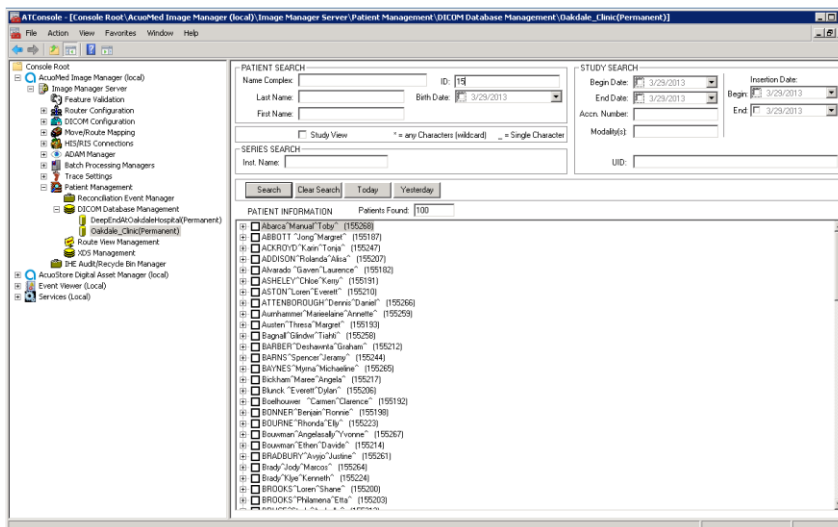 ATConsole - [Console Root\AcuoMed Image Manager (local)\Image Manager Server\Patient Management\DICOM Database Management\Oakdale_Clinic(Permanent)]
File Action View Favorites Window Help
Console Root
AcuoMed Image Manager (local)
Image Manager Server
Feature Validation
Router Configuration
DICOM Configuration
Move/Route Mapping
HIS/RIS Connections
ADAM Manager
Batch Processing Managers
Trace Settings
Patient Management
Reconciliation Event Manager
DICOM Database Management
DeepEndAtOakdaleHospital(Permanent)
Oakdale_Clinic(Permanent)
Route View Management
XDS Management
IHE Audit/Recycle Bin Manager
AcuoStore Digital Asset Manager (local)
Event Viewer (Local)
Services (Local)
PATIENT SEARCH
Name Complex: ID: 15
Last Name: Birth Date: 3/29/2013
First Name:
Study View * = any Characters (wildcard) _ = Single Character
SERIES SEARCH
Inst. Name:
STUDY SEARCH
Begin Date: 3/29/2013
End Date: 3/29/2013
Accn. Number:
Modality(s):
Insertion Date:
Begin: 3/29/2013
End: 3/29/2013
UID:
Search Clear Search Today Yesterday
PATIENT INFORMATION Patients Found: 100
Abarca^Manual^Toby^ (155268)
ABBOTT ^Jong^Margret^ (155187)
ACKROYD^Karin^Tonja^ (155247)
ADDISON^Rolanda^Alisa^ (155207)
Alvarado ^Gaven^Laurence^ (155182)
ASHELEY^Chloe^Kerry^ (155191)
ASTON^Loren^Everett^ (155210)
ATTENBOROUGH^Dennis^Daniel^ (155266)
Aurnhammer^Marieelaine^Annette^ (155259)
Austen^Thresa^Margret^ (155193)
Bagnall^Glindwr^Tiahti^ (155258)
BARBER^Deshawnta^Graham^ (155212)
BARNS^Spencer^Jeramy^ (155244)
BAYNES^Myrna^Michaeline^ (155265)
Bickham^Maree^Angela^ (155217)
Blunck ^Everett^Dylan^ (155206)
Boelhouwer ^Carmen^Clarence^ (155192)
BONNER^Benjain^Ronnie^ (155198)
BOURNE^Rhonda^Elly^ (155223)
Bouwman^Angelasally^Yvonne^ (155267)
Bouwman^Ethen^Davide^ (155214)
BRADBURY^Avyjo^Justine^ (155261)
Brady^Jody^Marcos^ (155264)
Brady^Klye^Kenneth^ (155224)
BROOKS^Loren^Shane^ (155200)
BROOKS^Philamena^Etta^ (155203)